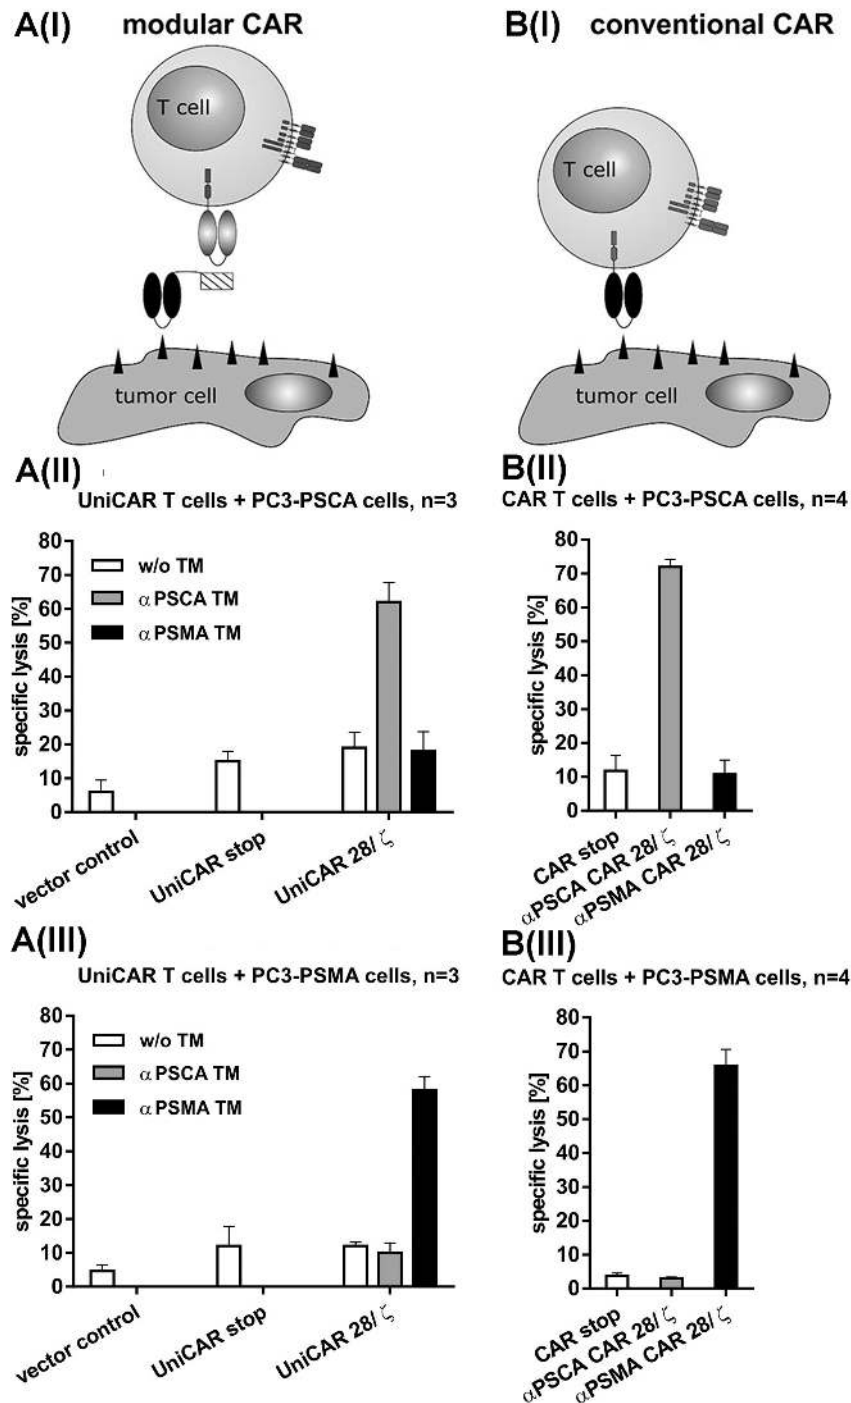 A(I) modular CAR
T cell
tumor cell
B(I) conventional CAR
T cell
tumor cell
A(II)
UniCAR T cells + PC3-PSCA cells, n=3
specific lysis [%]
80
70
60
50
40
30
20
10
0
w/o TM
α PSCA TM
α PSMA TM
vector control
UniCAR stop
UniCAR 28/ ζ
B(II)
CAR T cells + PC3-PSCA cells, n=4
specific lysis [%]
80
70
60
50
40
30
20
10
0
CAR stop
αPSCA CAR 28/ ζ
αPSMA CAR 28/ ζ
A(III)
UniCAR T cells + PC3-PSMA cells, n=3
specific lysis [%]
80
70
60
50
40
30
20
10
0
w/o TM
α PSCA TM
α PSMA TM
vector control
UniCAR stop
UniCAR 28/ ζ
B(III)
CAR T cells + PC3-PSMA cells, n=4
specific lysis [%]
80
70
60
50
40
30
20
10
0
CAR stop
αPSCA CAR 28/ ζ
αPSMA CAR 28/ ζ